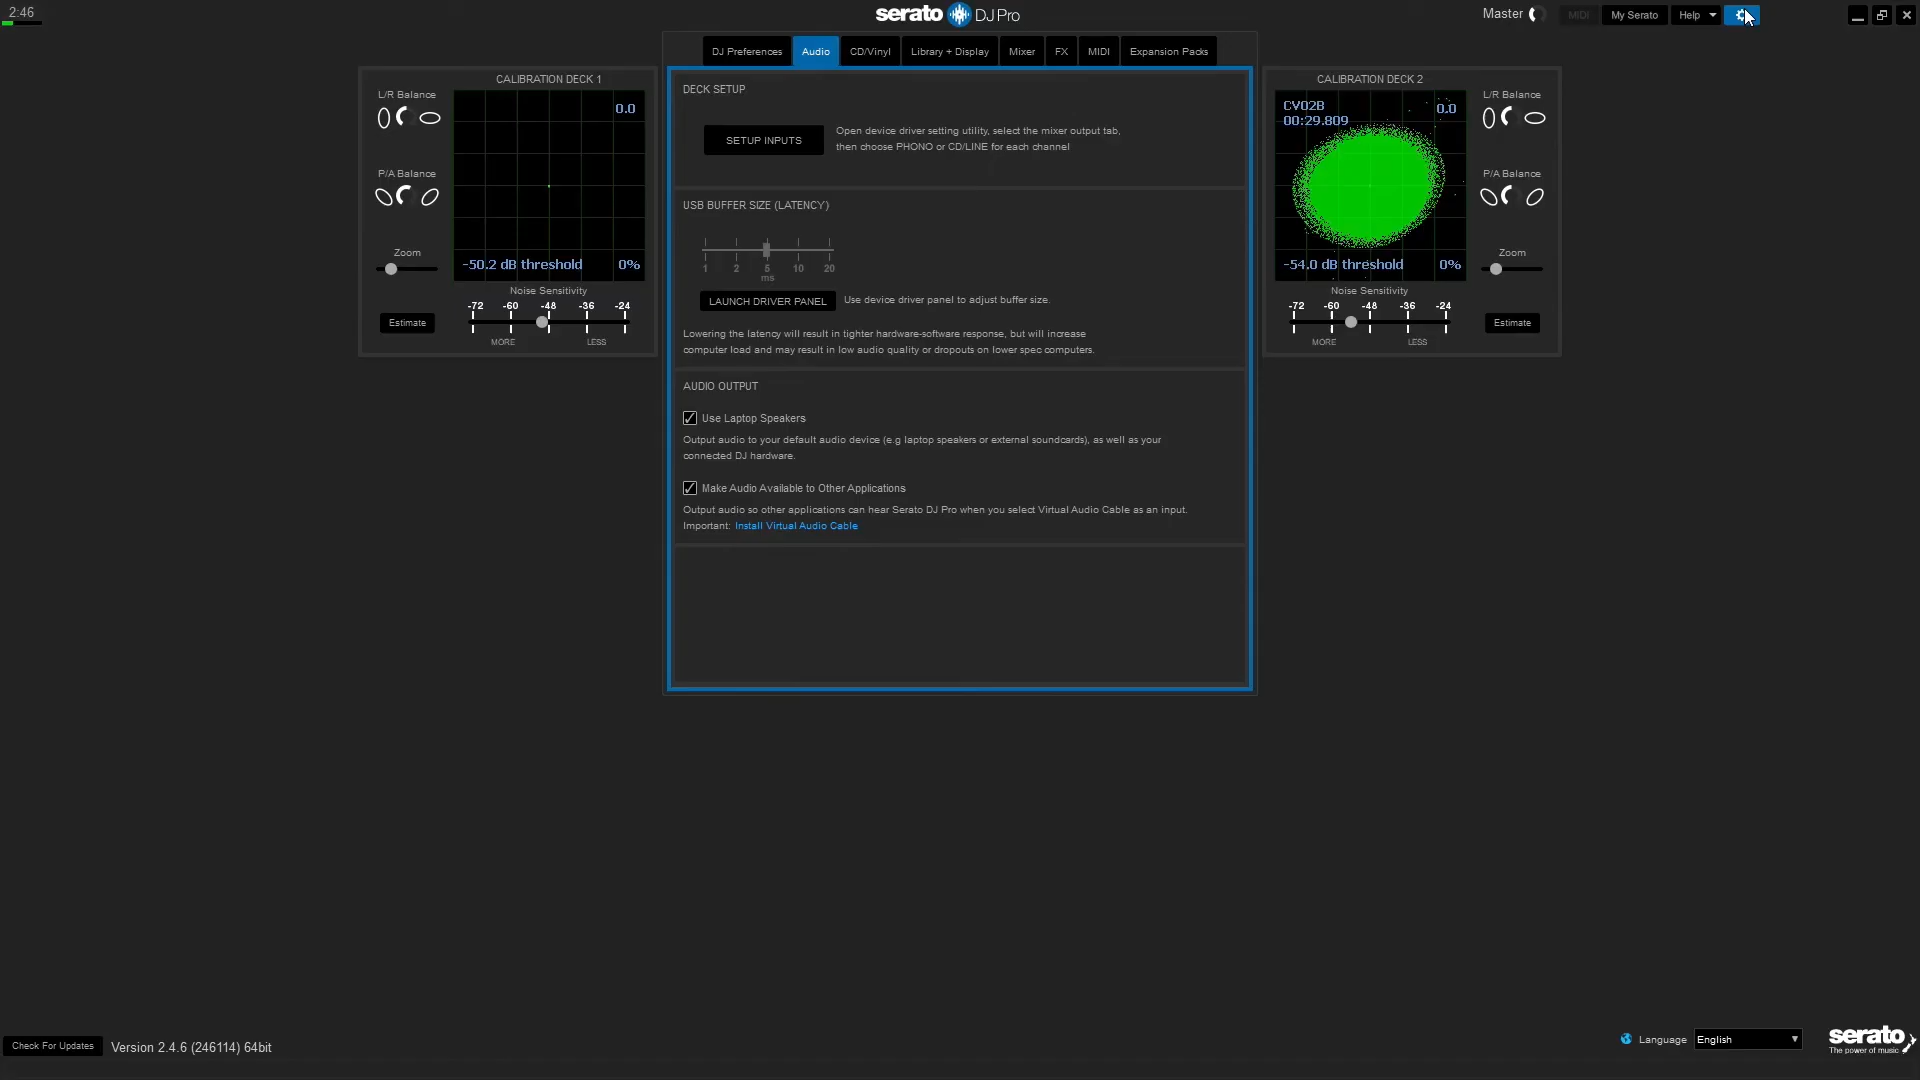 2:46
serato DJ Pro
Master
MIDI
My Serato
Help
DJ Preferences
Audio
CD/Vinyl
Library + Display
Mixer
FX
MIDI
Expansion Packs
CALIBRATION DECK 1
L/R Balance
0.0
P/A Balance
Zoom
-50.2 dB threshold
0%
Noise Sensitivity
-72 -60 -48 -36 -24
Estimate
MORE LESS
DECK SETUP
SETUP INPUTS
Open device driver setting utility, select the mixer output tab,
then choose PHONO or CD/LINE for each channel
USB BUFFER SIZE (LATENCY)
1 2 5 10 20
ms
LAUNCH DRIVER PANEL
Use device driver panel to adjust buffer size.
Lowering the latency will result in tighter hardware-software response, but will increase
computer load and may result in low audio quality or dropouts on lower spec computers.
AUDIO OUTPUT
Use Laptop Speakers
Output audio to your default audio device (e.g laptop speakers or external soundcards), as well as your
connected DJ hardware.
Make Audio Available to Other Applications
Output audio so other applications can hear Serato DJ Pro when you select Virtual Audio Cable as an input.
Important: Install Virtual Audio Cable
CALIBRATION DECK 2
CV02B
00:29.809
0.0
L/R Balance
P/A Balance
Zoom
-54.0 dB threshold
0%
Noise Sensitivity
-72 -60 -48 -36 -24
Estimate
MORE LESS
Check For Updates
Version 2.4.6 (246114) 64bit
Language
English
serato
The power of music